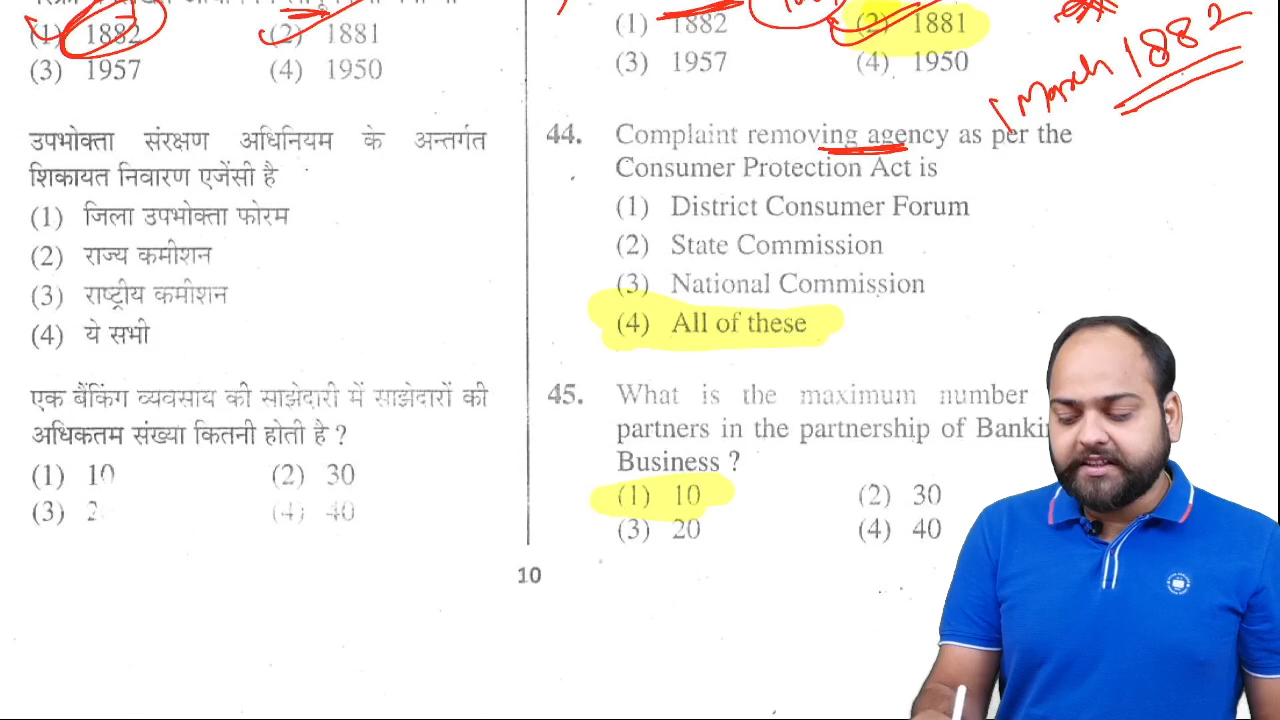 (1) 1882 (2) 1881
(3) 1957 (4) 1950
उपभोक्ता संरक्षण अधिनियम के अन्तर्गत
शिकायत निवारण एजेंसी है
(1) जिला उपभोक्ता फोरम
(2) राज्य कमीशन
(3) राष्ट्रीय कमीशन
(4) ये सभी
एक बैंकिंग व्यवसाय की साझेदारी में साझेदारों की
अधिकतम संख्या कितनी होती है ?
(1) 10 (2) 30
(3) 2 (4) 40
(1) 1882 (2) 1881
(3) 1957 (4) 1950
1 March 1882
44. Complaint removing agency as per the
Consumer Protection Act is
(1) District Consumer Forum
(2) State Commission
(3) National Commission
(4) All of these
45. What is the maximum number
partners in the partnership of
Business ?
(1) 10 (2) 30
(3) 20 (4) 40
10